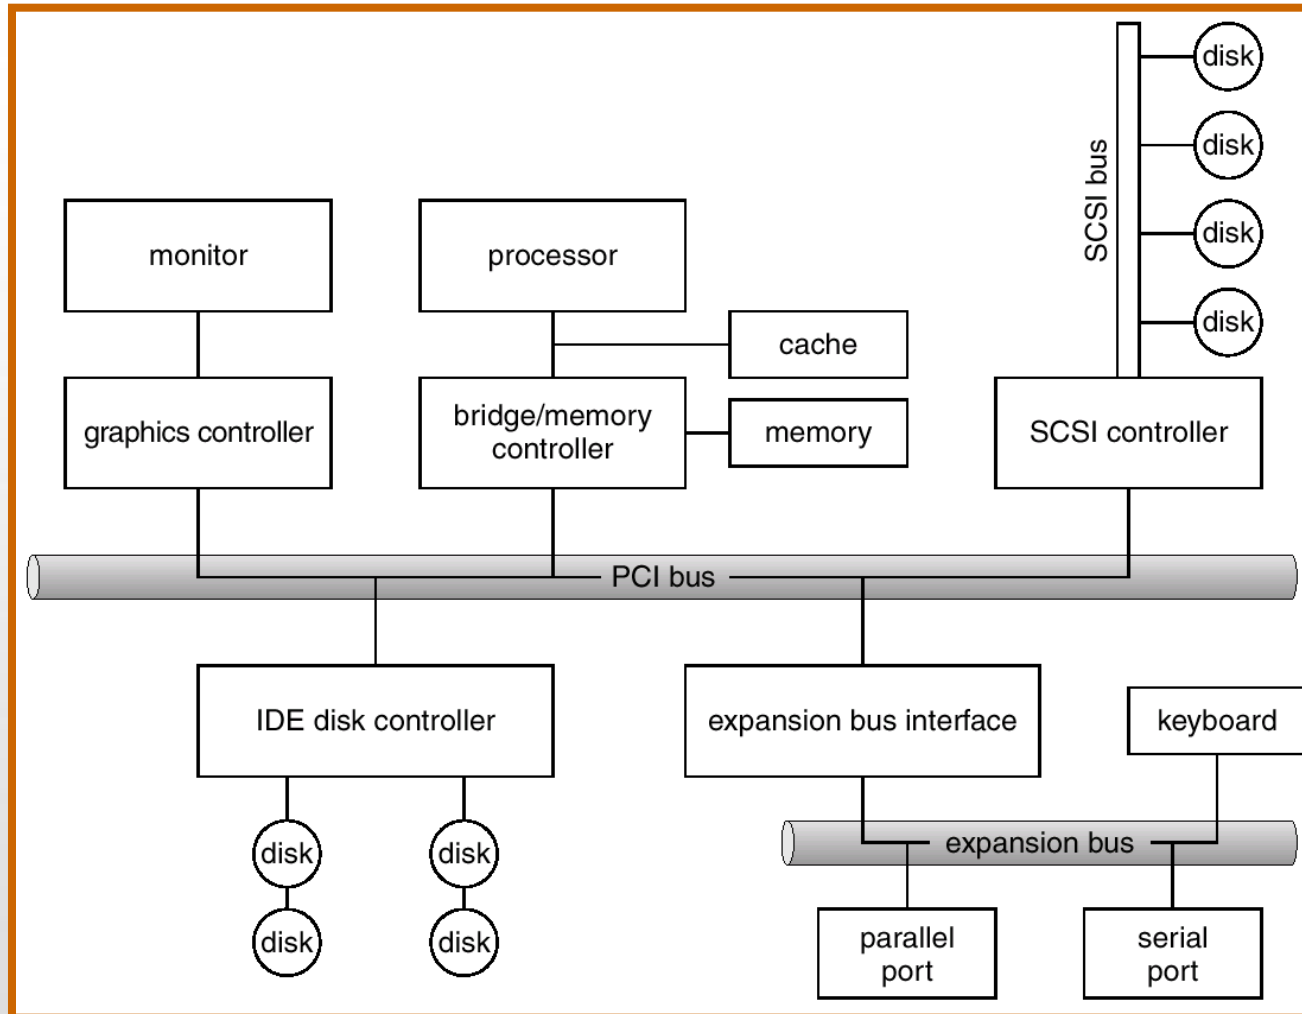 disk
disk
SCSI bus
disk
disk
monitor
processor
cache
graphics controller
bridge/memory
controller
memory
SCSI controller
PCI bus
IDE disk controller
expansion bus interface
keyboard
disk
disk
expansion bus
disk
disk
parallel
port
serial
port